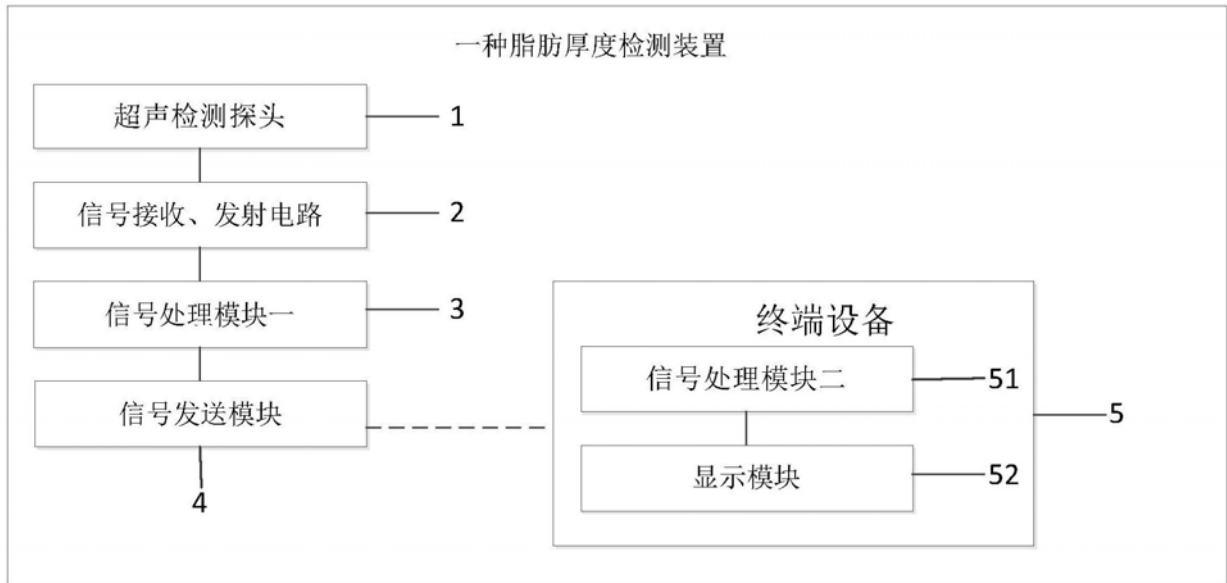 一种脂肪厚度检测装置
超声检测探头
1
信号接收、发射电路
2
信号处理模块一
3
信号发送模块
4
终端设备
信号处理模块二
51
5
显示模块
52